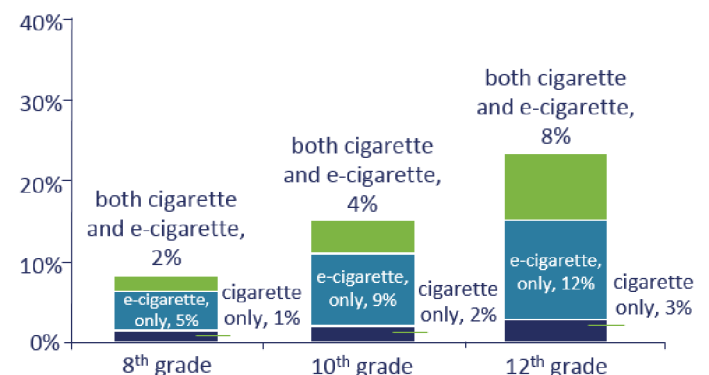 40%
30%
20%
10%
0%
both cigarette
and e-cigarette,
2%
e-cigarette,
only, 5%
cigarette
only, 1%
8th grade
both cigarette
and e-cigarette,
4%
e-cigarette,
only, 9%
cigarette
only, 2%
10th grade
both cigarette
and e-cigarette,
8%
e-cigarette,
only, 12%
cigarette
only, 3%
12th grade